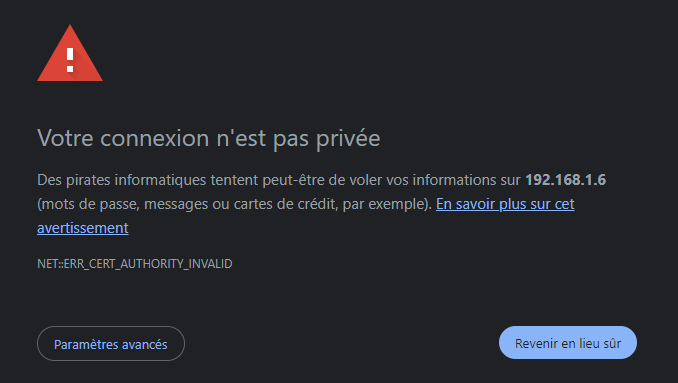 Votre connexion n'est pas privée
Des pirates informatiques tentent peut-être de voler vos informations sur 192.168.1.6
(mots de passe, messages ou cartes de crédit, par exemple). En savoir plus sur cet
avertissement
NET::ERR_CERT_AUTHORITY_INVALID
Paramètres avancés
Revenir en lieu sûr